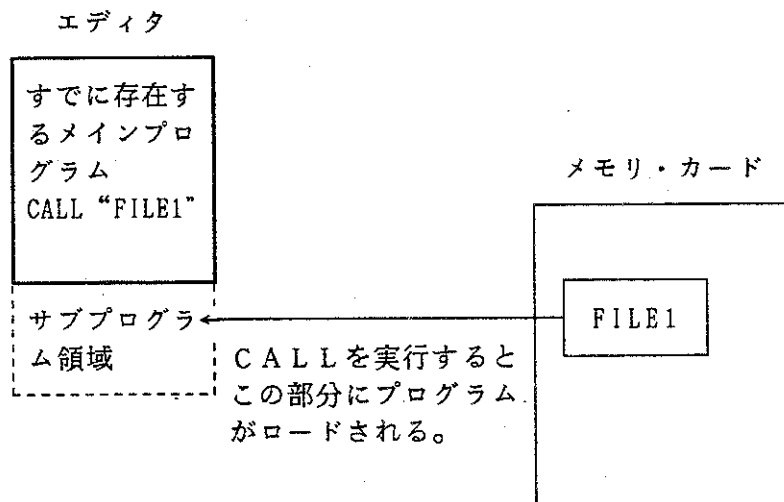 エディタ
すでに存在す
るメインプロ
グラム
CALL “FILE1”
メモリ・カード
サブプログラ
ム領域
FILE1
CALLを実行すると
この部分にプログラム
がロードされる。